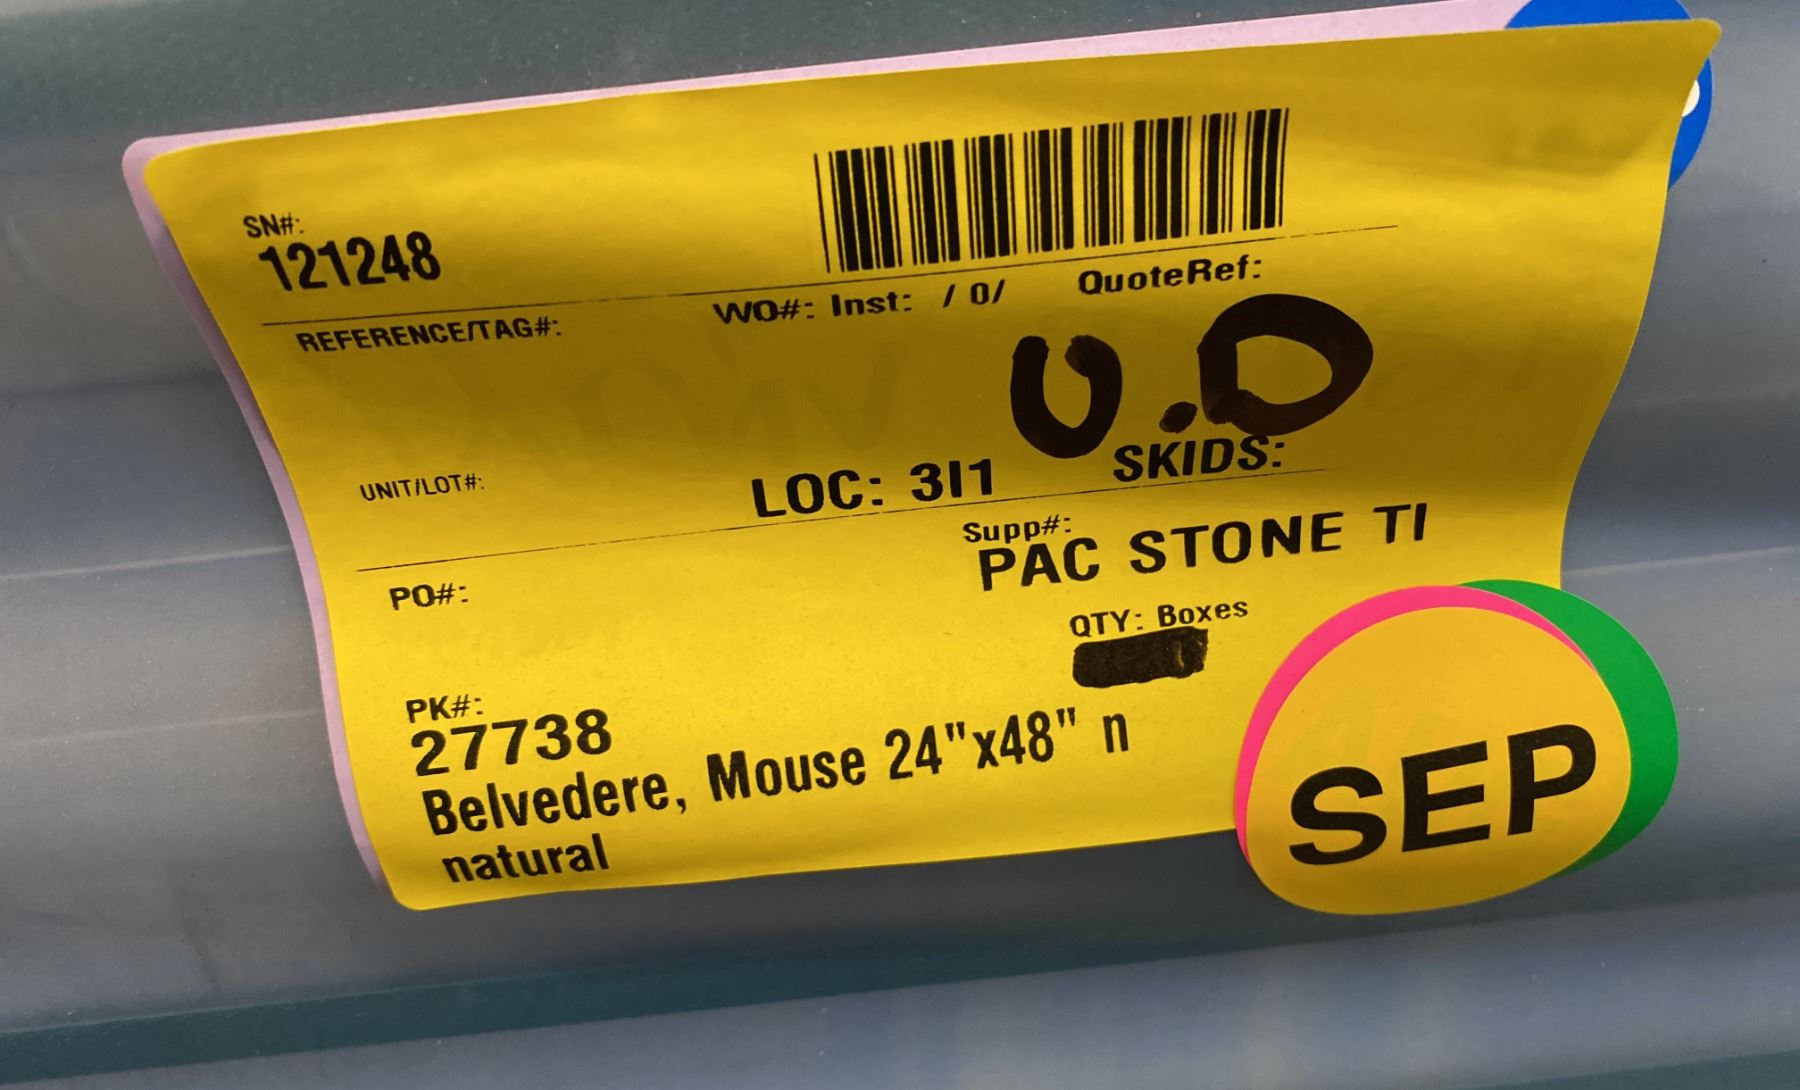 SN#:
121248
REFERENCE/TAG#:
WO#: Inst: / 0/ QuoteRef:
U.D
UNIT/LOT#:
LOC: 3I1 SKIDS:
Supp#:
PAC STONE TI
PO#:
QTY: Boxes
PK#:
27738
Belvedere, Mouse 24"x48" n
natural
SEP